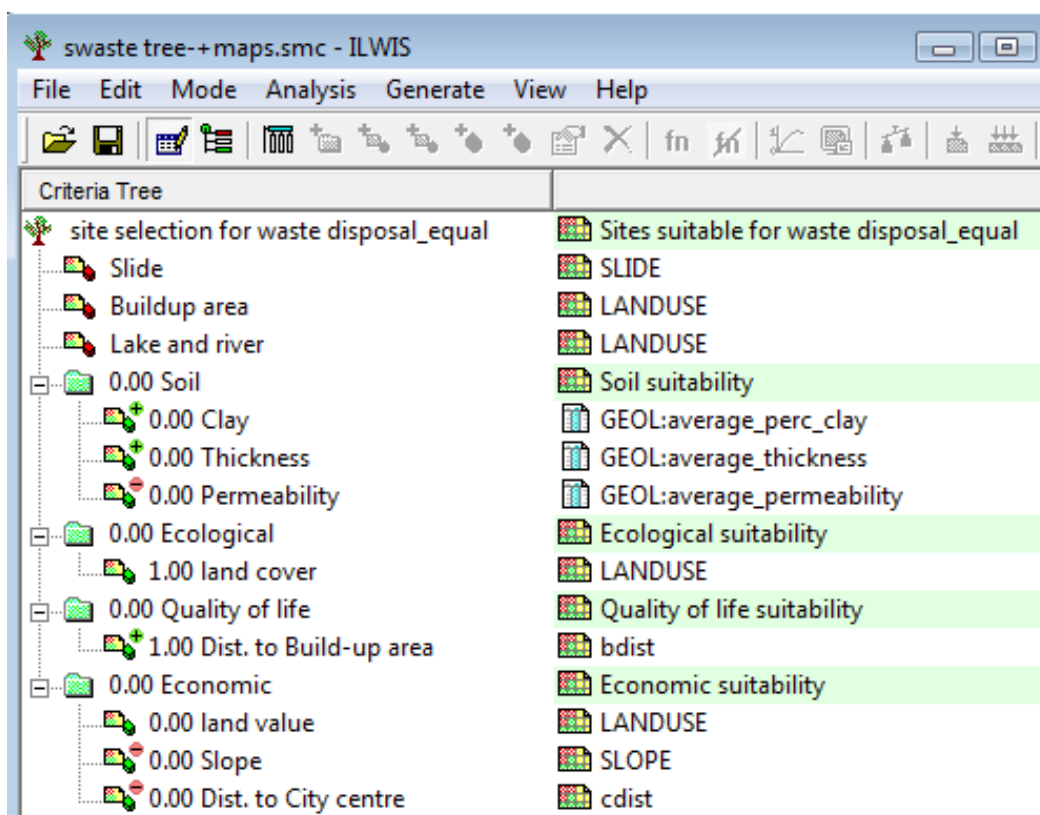 swaste tree-+maps.smc - ILWIS
File Edit Mode Analysis Generate View Help
fn fn
Criteria Tree
site selection for waste disposal_equal Sites suitable for waste disposal_equal
Slide SLIDE
Buildup area LANDUSE
Lake and river LANDUSE
0.00 Soil Soil suitability
0.00 Clay GEOL:average_perc_clay
0.00 Thickness GEOL:average_thickness
0.00 Permeability GEOL:average_permeability
0.00 Ecological Ecological suitability
1.00 land cover LANDUSE
0.00 Quality of life Quality of life suitability
1.00 Dist. to Build-up area bdist
0.00 Economic Economic suitability
0.00 land value LANDUSE
0.00 Slope SLOPE
0.00 Dist. to City centre cdist